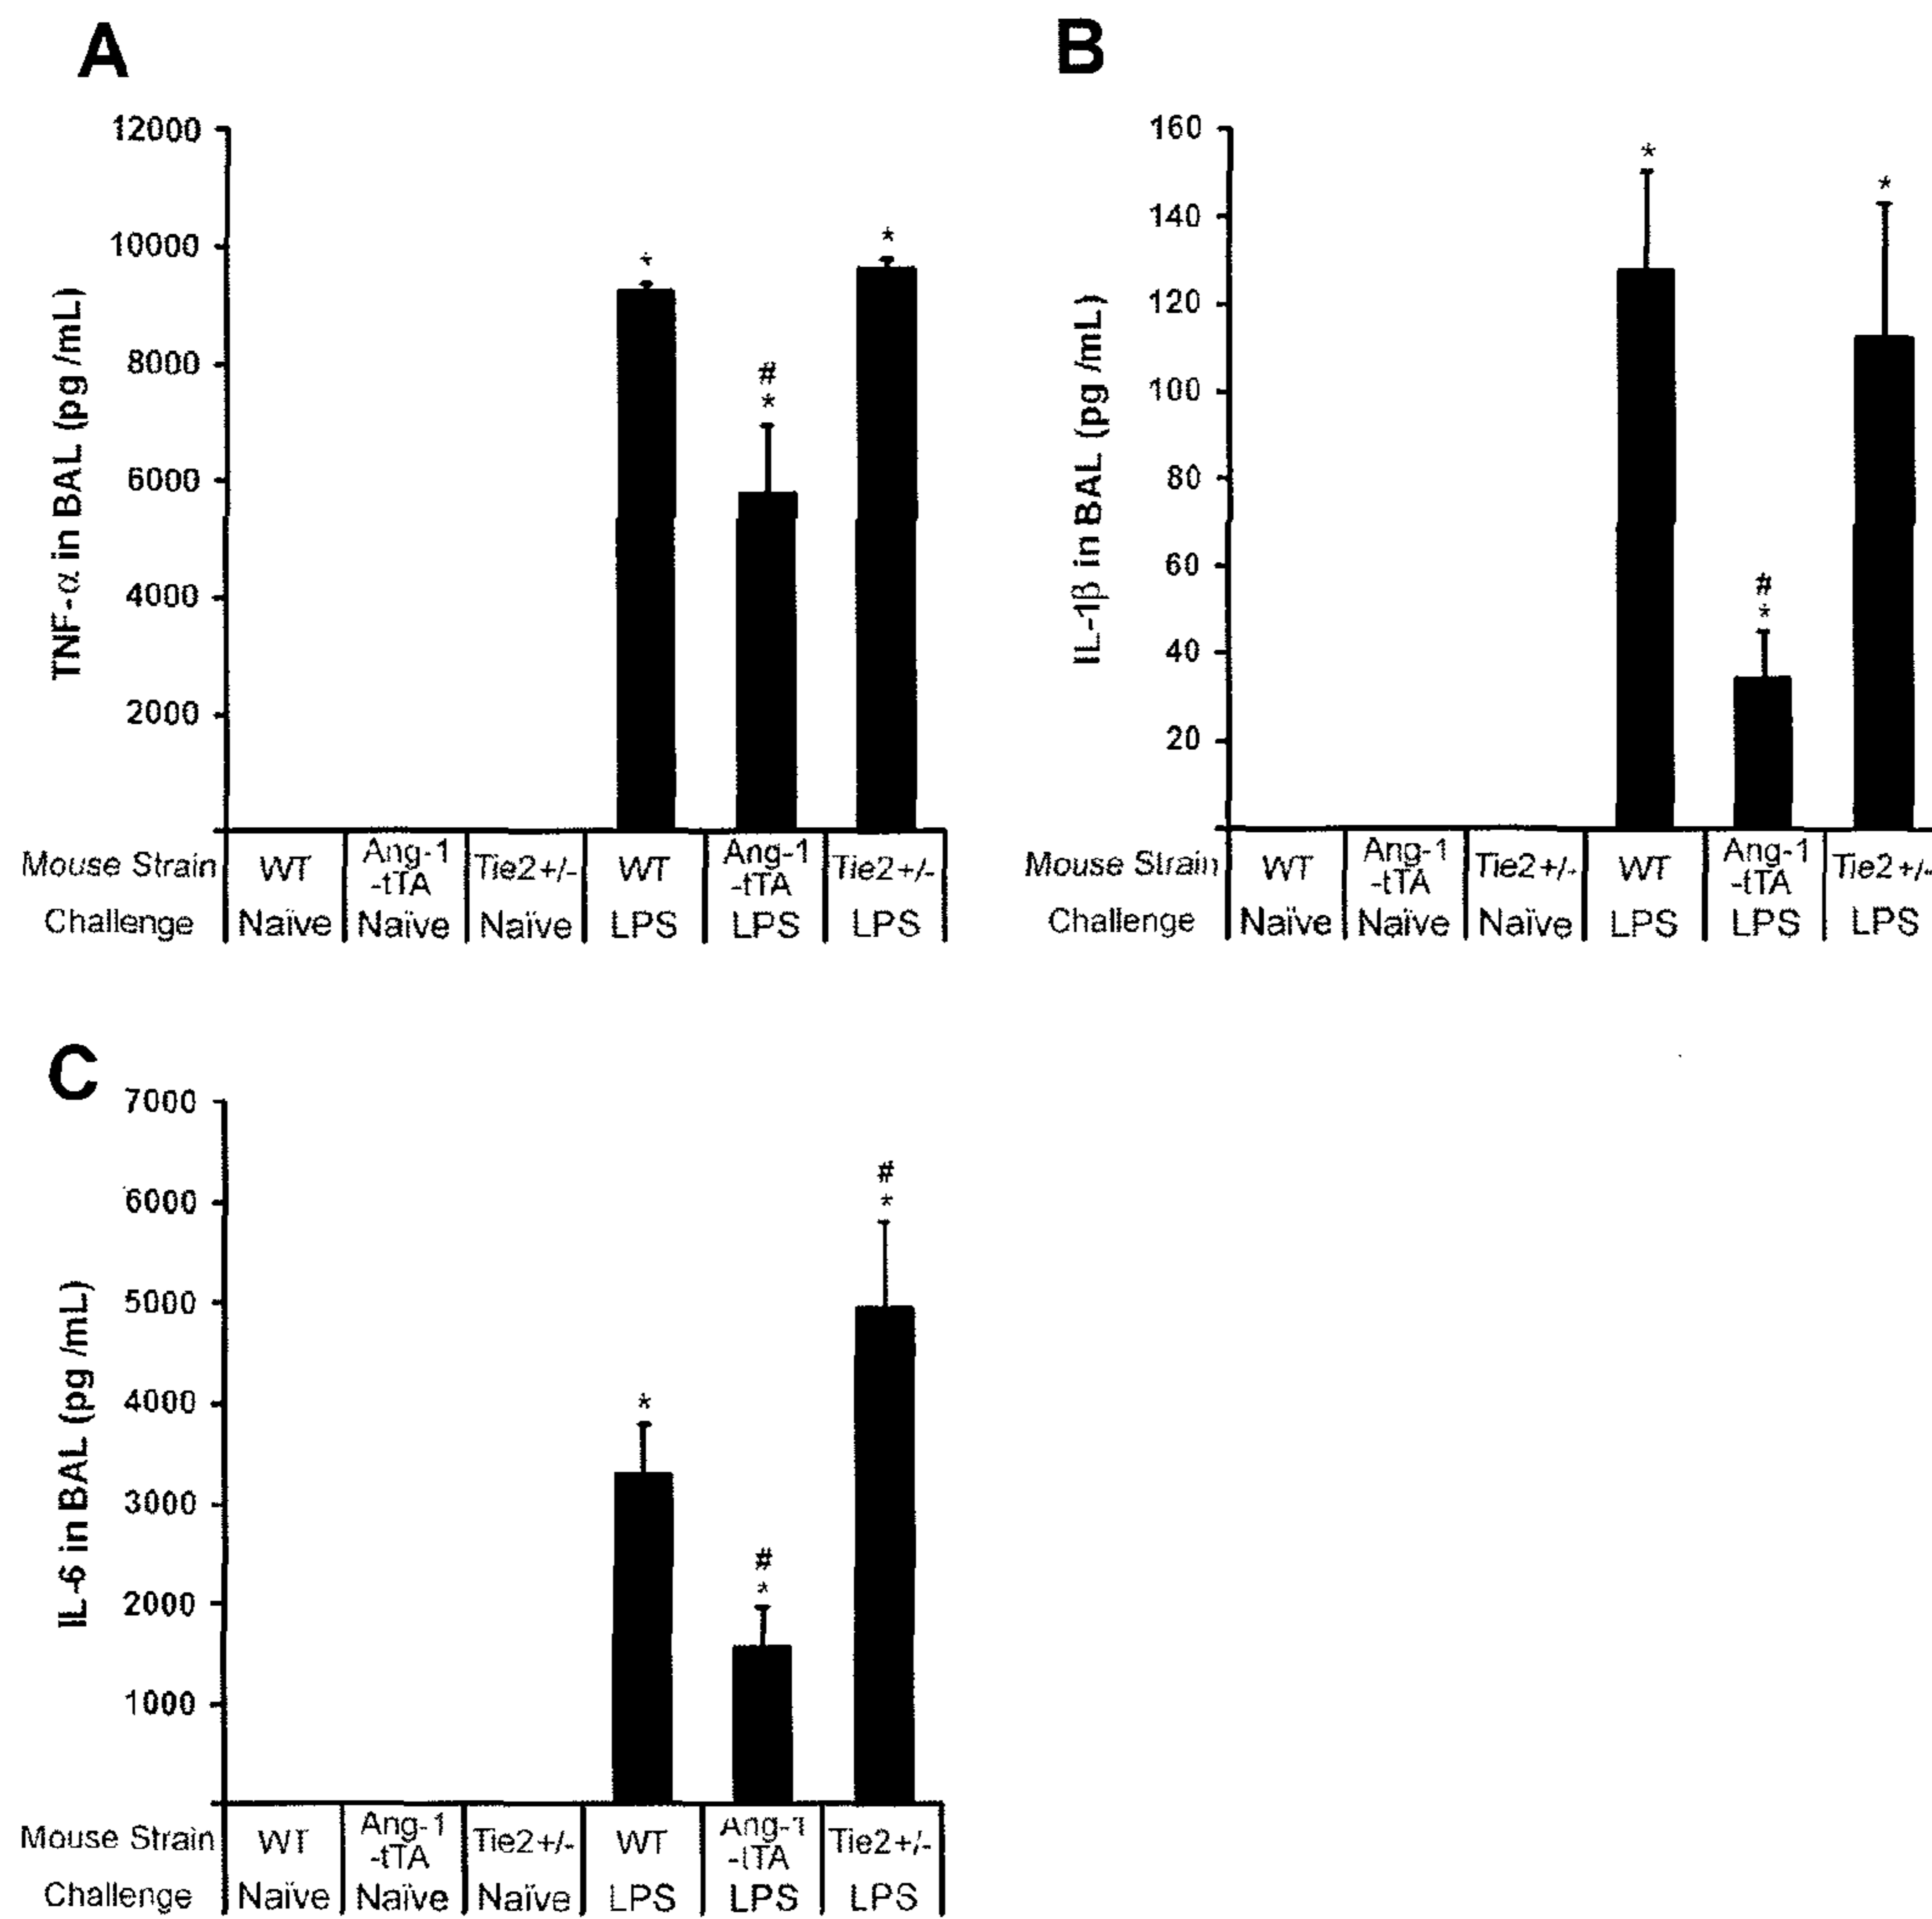 A
12000
10000
8000
6000
4000
2000
TNF-α in BAL (pg /mL)
*
#
*
*
Mouse Strain WT Ang-1 -tTA Tie2+/- WT Ang-1 -tTA Tie2+/-
Challenge Naïve Naïve Naïve LPS LPS LPS
B
160
140
120
100
80
60
40
20
IL-1β in BAL (pg /mL)
*
#
*
*
Mouse Strain WT Ang-1 -tTA Tie2+/- WT Ang-1 -tTA Tie2+/-
Challenge Naïve Naïve Naïve LPS LPS LPS
C
7000
6000
5000
4000
3000
2000
1000
IL-6 in BAL (pg /mL)
*
#
*
#
*
Mouse Strain WT Ang-1 -tTA Tie2+/- WT Ang-1 -tTA Tie2+/-
Challenge Naïve Naïve Naïve LPS LPS LPS